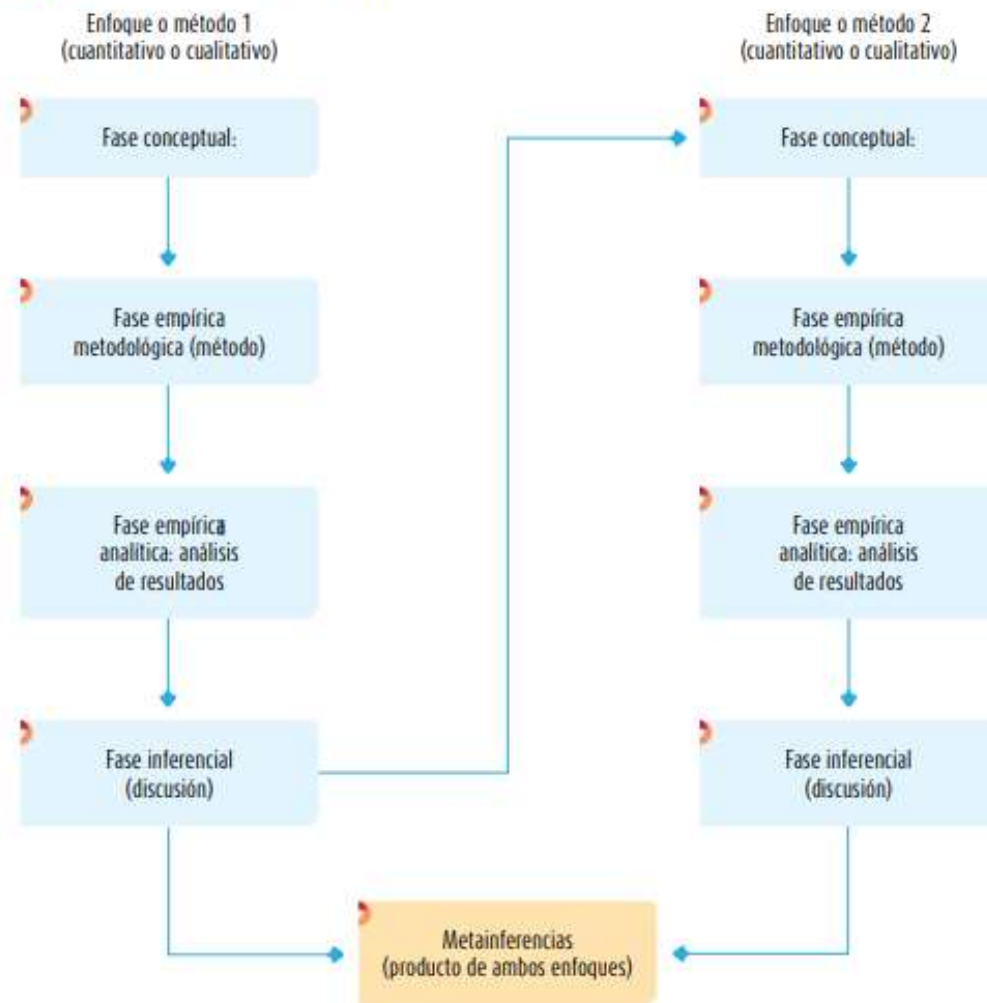 Enfoque o método 1
(cuantitativo o cualitativo)
Fase conceptual:
Fase empírica
metodológica (método)
Fase empírica
analítica: análisis
de resultados
Fase inferencial
(discusión)
Enfoque o método 2
(cuantitativo o cualitativo)
Fase conceptual:
Fase empírica
metodológica (método)
Fase empírica
analítica: análisis
de resultados
Fase inferencial
(discusión)
Metainferencias
(producto de ambos enfoques)